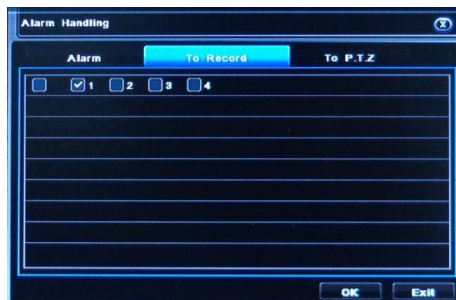 Alarm Handling
Alarm To Record To P.T.Z
1 2 3 4
OK Exit